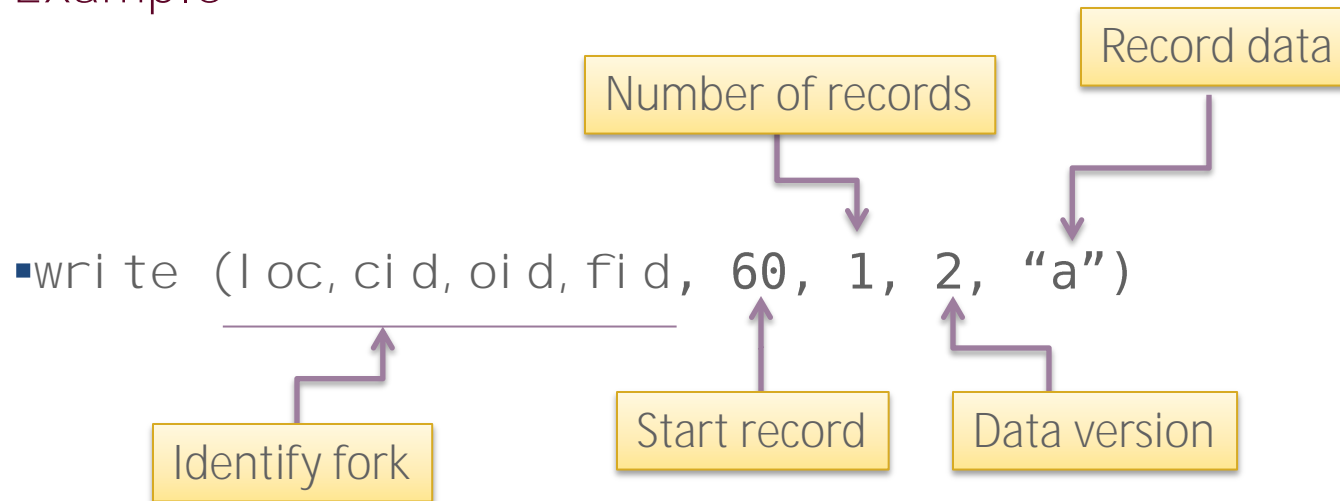 Example
Record data
Number of records
▪write (loc,cid,oid,fid, 60, 1, 2, “a”)
Start record
Data version
Identify fork